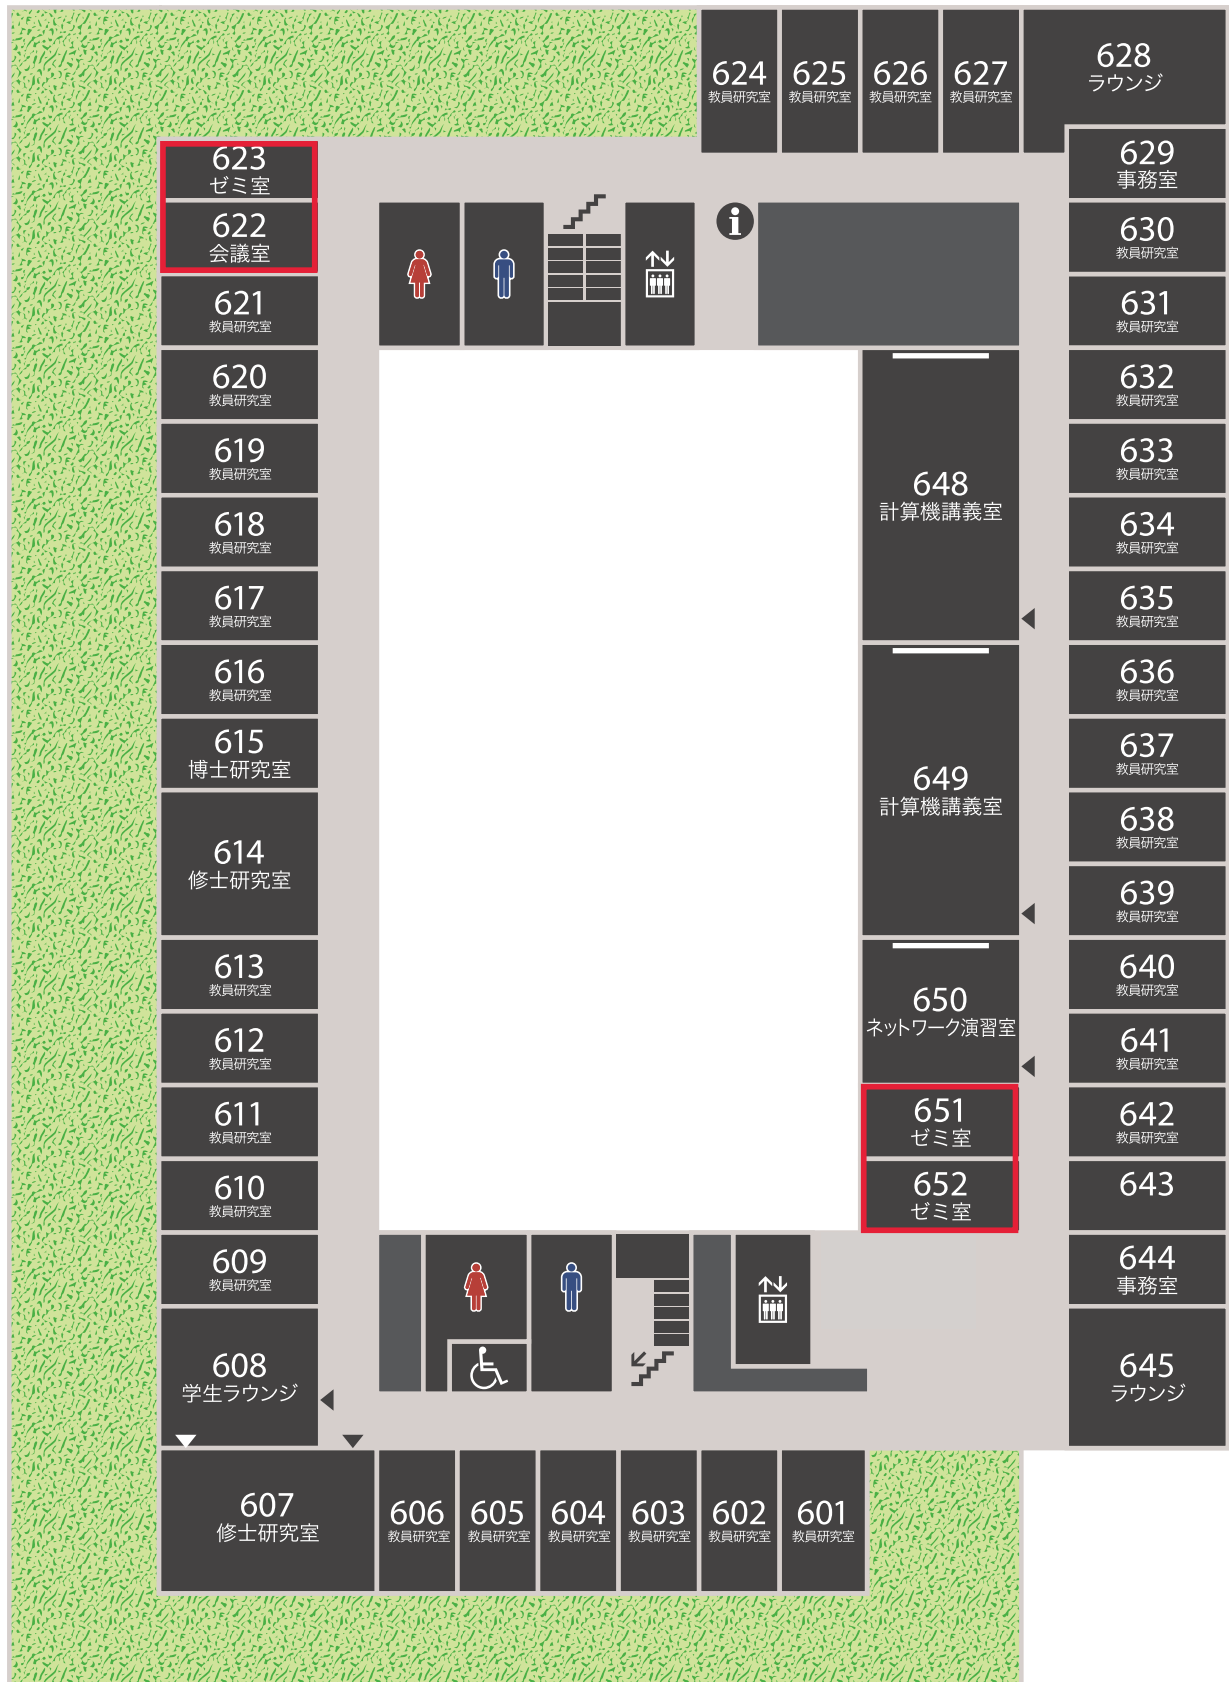 624
教員研究室
625
教員研究室
626
教員研究室
627
教員研究室
628
ラウンジ
623
ゼミ室
629
事務室
622
会議室
630
教員研究室
621
教員研究室
631
教員研究室
620
教員研究室
632
教員研究室
619
教員研究室
633
教員研究室
648
計算機講義室
618
教員研究室
634
教員研究室
617
教員研究室
635
教員研究室
616
教員研究室
636
教員研究室
615
博士研究室
637
教員研究室
649
計算機講義室
638
教員研究室
614
修士研究室
639
教員研究室
613
教員研究室
640
教員研究室
650
ネットワーク演習室
612
教員研究室
641
教員研究室
611
教員研究室
651
ゼミ室
642
教員研究室
610
教員研究室
652
ゼミ室
643
609
教員研究室
644
事務室
608
学生ラウンジ
645
ラウンジ
607
修士研究室
606
教員研究室
605
教員研究室
604
教員研究室
603
教員研究室
602
教員研究室
601
教員研究室